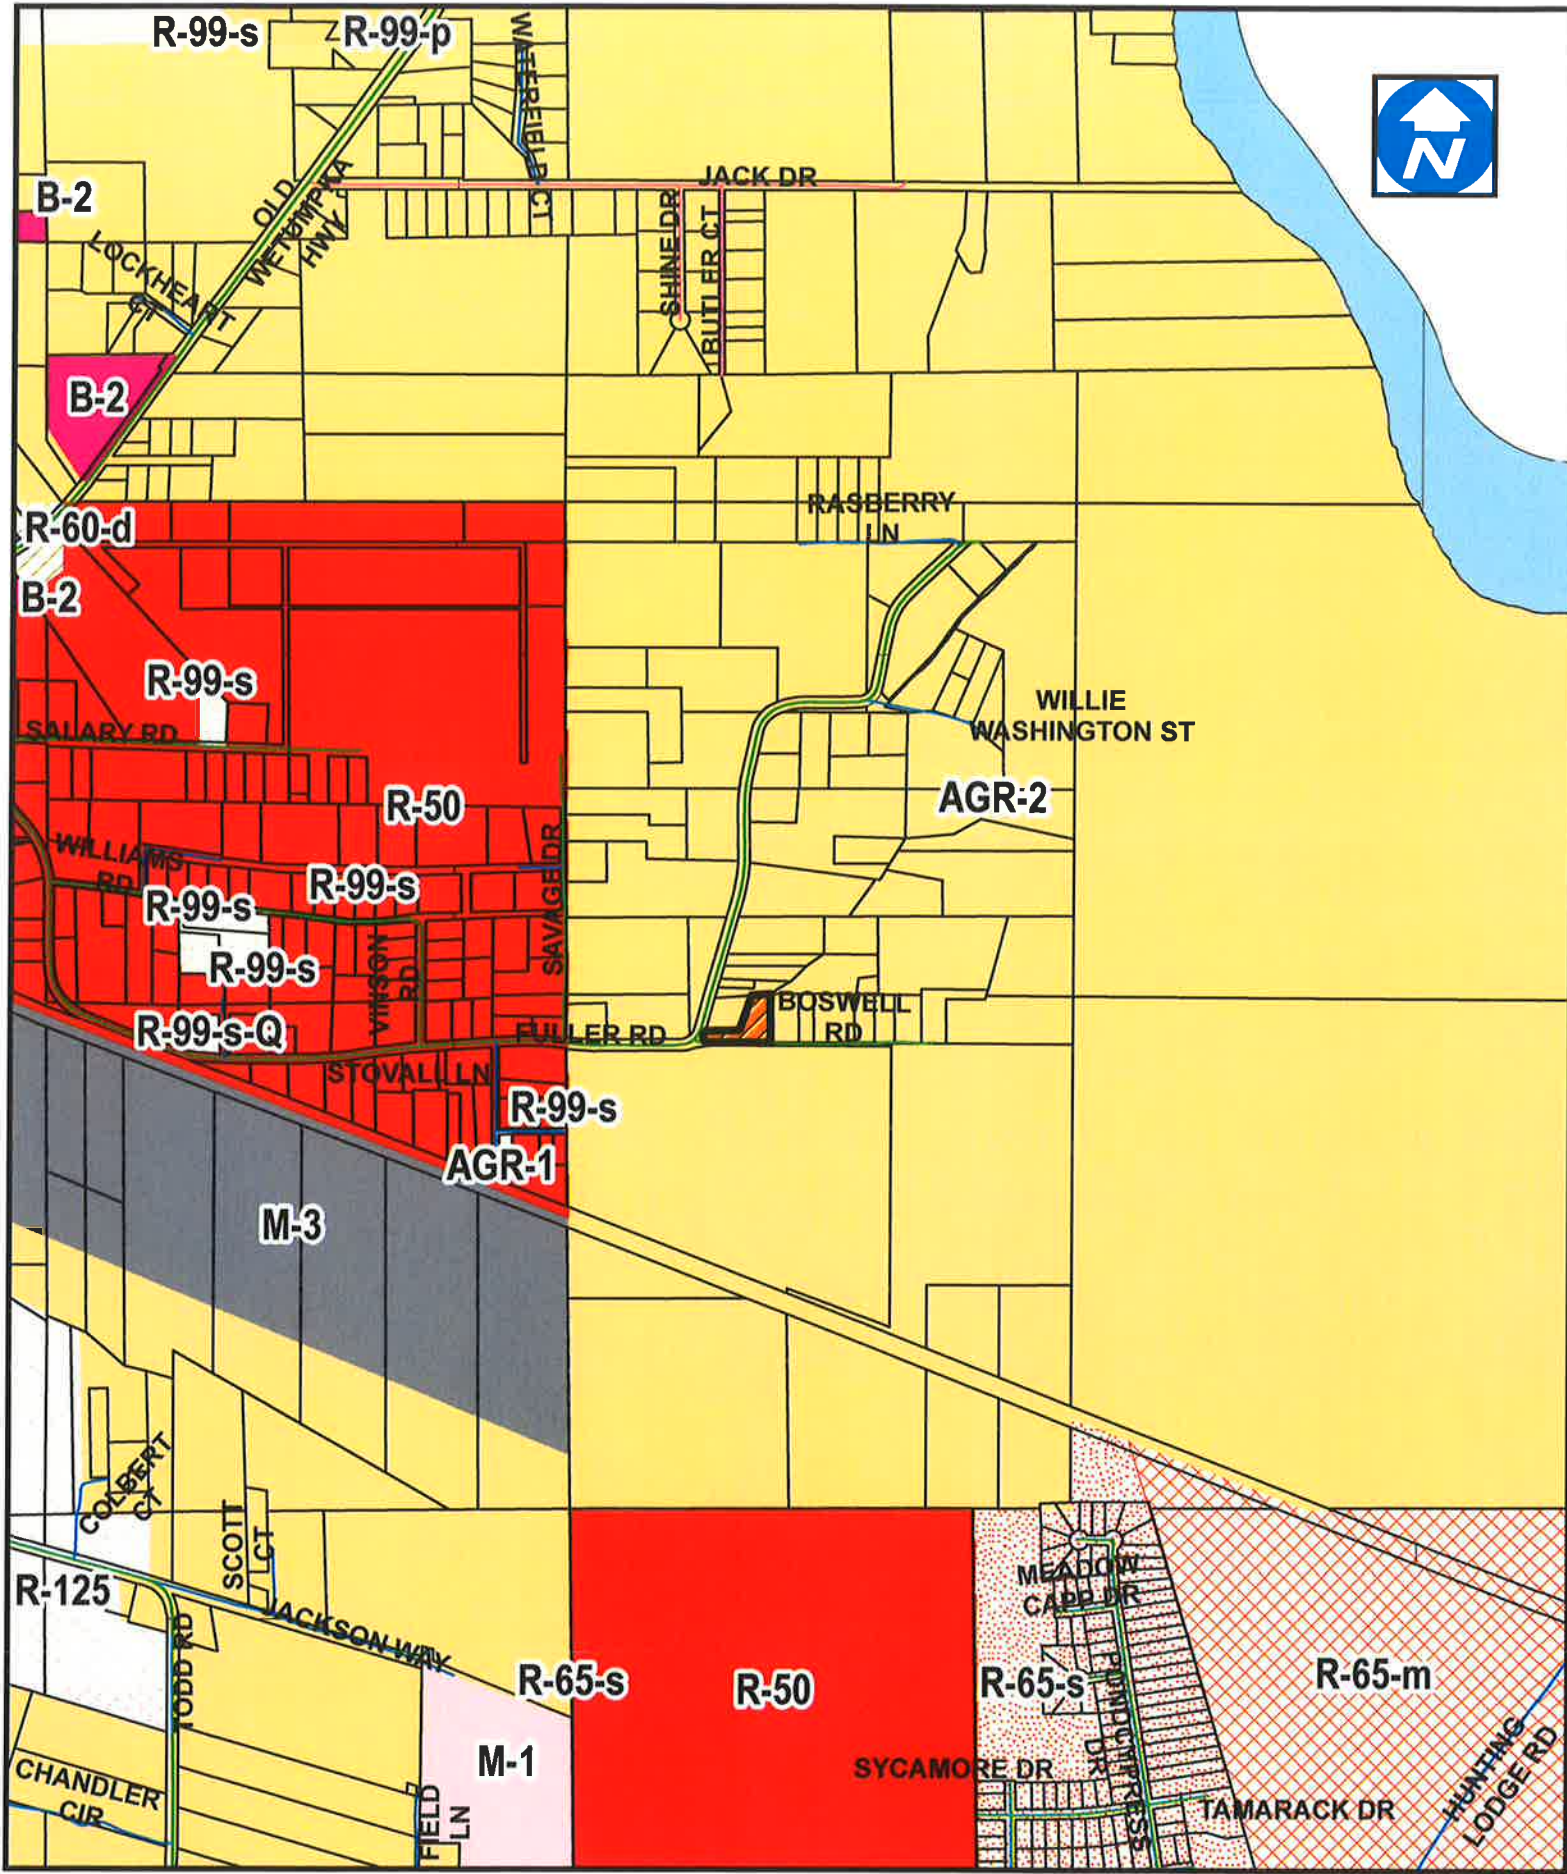 R-99-s
R-99-p
WATERFIELD CT
JACK DR
B-2
OLD
WETUMPKA
HWY
SHINE DR
BUTLER CT
LOCKHEART
CT
B-2
RASBERRY
LN
R-60-d
B-2
R-99-s
WILLIE
WASHINGTON ST
SALARY RD
R-50
AGR-2
WILLIAMS
RD
R-99-s
R-99-s
SAVAGE DR
R-99-s
VINSON
RD
BOSWELL
RD
R-99-s-Q
FULLER RD
STOVALL LN
R-99-s
AGR-1
M-3
COLBERT
CT
SCOTT
CT
MEADOW
CAPP DR
R-125
JACKSON WAY
TODD RD
R-65-s
R-50
R-65-s
R-65-m
PONDCYPRESS
DR
M-1
SYCAMORE DR
CHANDLER
CIR
FIELD
LN
TAMARACK DR
HUNTING
LODGE RD
N